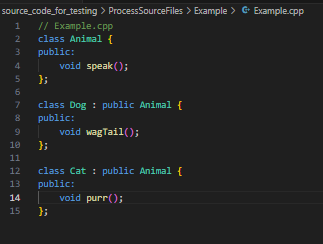 source_code_for_testing > ProcessSourceFiles > Example > Example.cpp
1 // Example.cpp
2 class Animal {
3 public:
4     void speak();
5 };
6
7 class Dog : public Animal {
8 public:
9     void wagTail();
10 };
11
12 class Cat : public Animal {
13 public:
14     void purr();
15 };